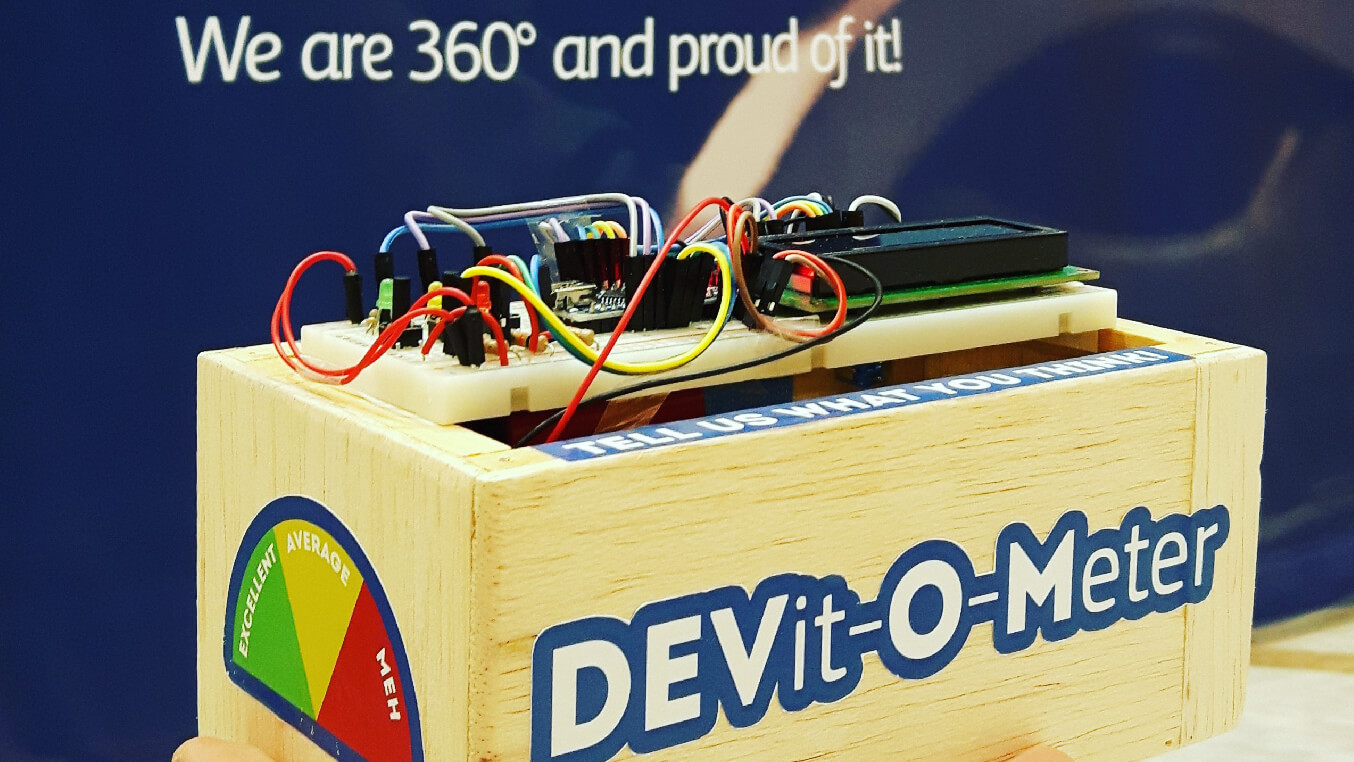 We are 360° and proud of it!
TELL US WHAT YOU THINK!
EXCELLENT
AVERAGE
MEH
DEVit-O-Meter